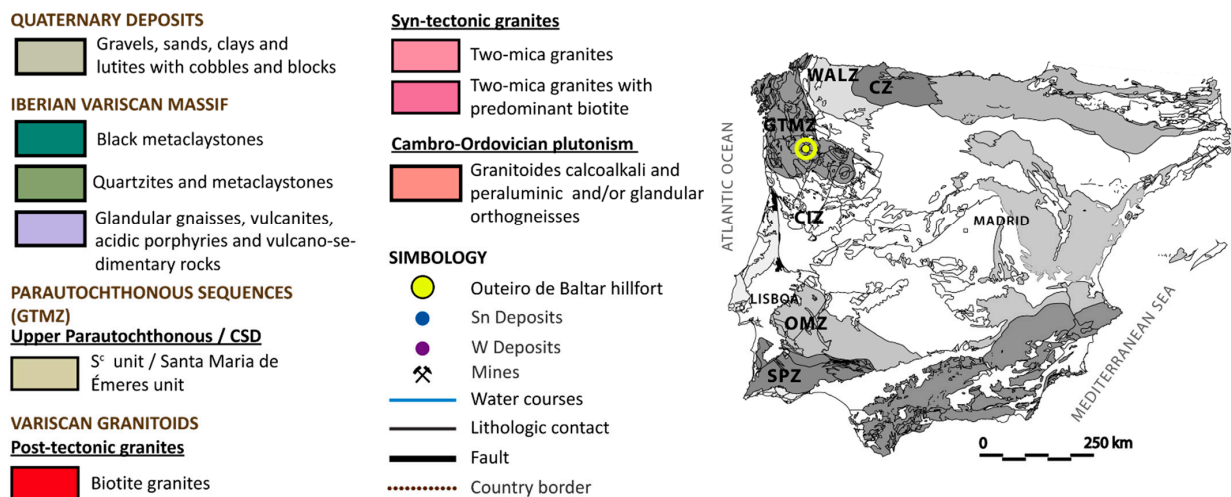 QUATERNARY DEPOSITS
Gravels, sands, clays and
lutites with cobbles and blocks
IBERIAN VARISCAN MASSIF
Black metaclaystones
Quartzites and metaclaystones
Glandular gnaisses, vulcanites,
acidic porphyries and vulcano-se-
dimentary rocks
PARAUTOCHTHONOUS SEQUENCES
(GTMZ)
Upper Parautochthonous / CSD
Sᶜ unit / Santa Maria de
Émeres unit
VARISCAN GRANITOIDS
Post-tectonic granites
Biotite granites
Syn-tectonic granites
Two-mica granites
Two-mica granites with
predominant biotite
Cambro-Ordovician plutonism
Granitoides calcoalkali and
peraluminic and/or glandular
orthogneisses
SIMBOLOGY
Outeiro de Baltar hillfort
Sn Deposits
W Deposits
Mines
Water courses
Lithologic contact
Fault
Country border
WALZ
CZ
GTMZ
ATLANTIC OCEAN
CIZ
MADRID
LISBOA
OMZ
SPZ
MEDITERRANEAN SEA
0 250 km